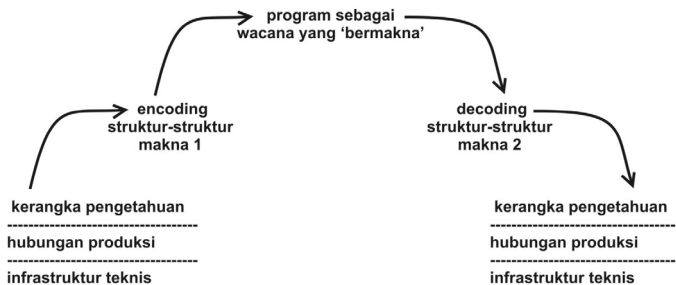 program sebagai
wacana yang ‘bermakna’
encoding
struktur-struktur
makna 1
decoding
struktur-struktur
makna 2
kerangka pengetahuan
hubungan produksi
infrastruktur teknis
kerangka pengetahuan
hubungan produksi
infrastruktur teknis